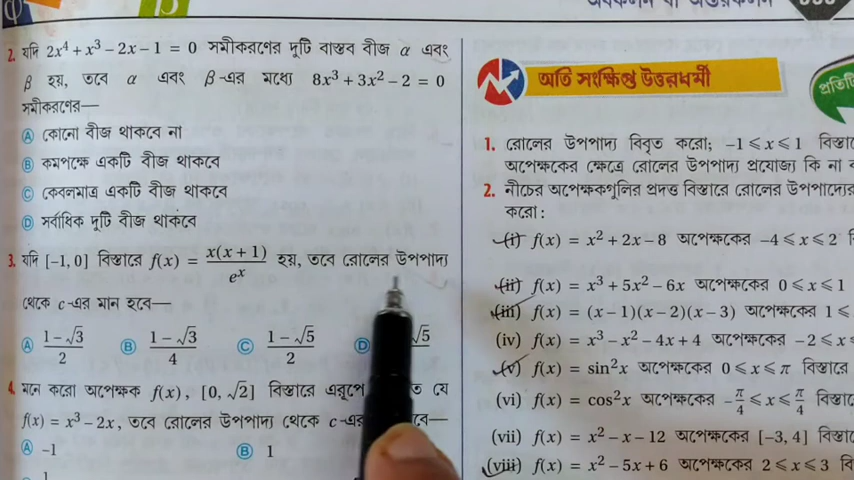 2. যদি 2x⁴ + x³ − 2x − 1 = 0 সমীকরণের দুটি বাস্তব বীজ α এবং
β হয়, তবে α এবং β-এর মধ্যে 8x³ + 3x² − 2 = 0
সমীকরণের—
Ⓐ কোনো বীজ থাকবে না
Ⓑ কমপক্ষে একটি বীজ থাকবে
Ⓒ কেবলমাত্র একটি বীজ থাকবে
Ⓓ সর্বাধিক দুটি বীজ থাকবে
3. যদি [−1, 0] বিস্তারে f(x) = x(x+1)/eˣ হয়, তবে রোলের উপপাদ্য
থেকে c-এর মান হবে—
Ⓐ (1−√3)/2 Ⓑ (1−√3)/4 Ⓒ (1−√5)/2 Ⓓ √5
4. মনে করো অপেক্ষক f(x), [0, √2] বিস্তারে যে
f(x) = x³ − 2x, তবে রোলের উপপাদ্য থেকে
Ⓐ −1 Ⓑ 1
অতি সংক্ষিপ্ত উত্তরধর্মী
1. রোলের উপপাদ্য বিবৃত করো; −1 ⩽ x ⩽ 1
অপেক্ষকের ক্ষেত্রে রোলের উপপাদ্য প্রযোজ্য কি না
2. নীচের অপেক্ষকগুলির প্রদত্ত বিস্তারে রোলের
করো :
(i) f(x) = x² + 2x − 8 অপেক্ষকের −4 ⩽ x ⩽ 2
(ii) f(x) = x³ + 5x² − 6x অপেক্ষকের 0 ⩽ x ⩽ 1
(iii) f(x) = (x−1)(x−2)(x−3) অপেক্ষকের 1 ⩽
(iv) f(x) = x³ − x² − 4x + 4 অপেক্ষকের −2 ⩽
(v) f(x) = sin²x অপেক্ষকের 0 ⩽ x ⩽ π বিস্তারে
(vi) f(x) = cos²x অপেক্ষকের −π/4 ⩽ x ⩽ π/4
(vii) f(x) = x² − x − 12 অপেক্ষকের [−3, 4]
(viii) f(x) = x² − 5x + 6 অপেক্ষকের 2 ⩽ x ⩽ 3